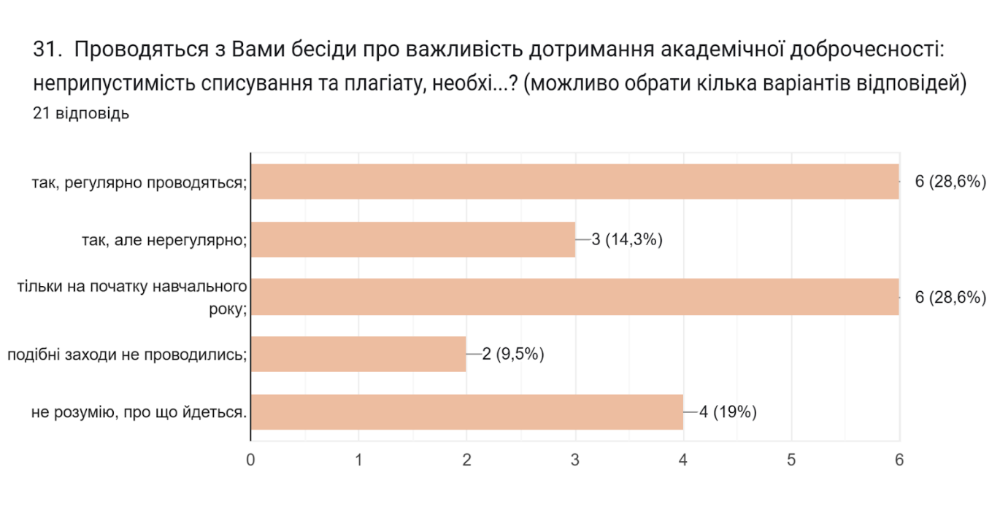 31.  Проводяться з Вами бесіди про важливість дотримання академічної доброчесності:
неприпустимість списування та плагіату, необхі...? (можливо обрати кілька варіантів відповідей)
21 відповідь
так, регулярно проводяться;
6 (28,6%)
так, але нерегулярно;
3 (14,3%)
тільки на початку навчального
року;
6 (28,6%)
подібні заходи не проводились;
2 (9,5%)
не розумію, про що йдеться.
4 (19%)
0 1 2 3 4 5 6